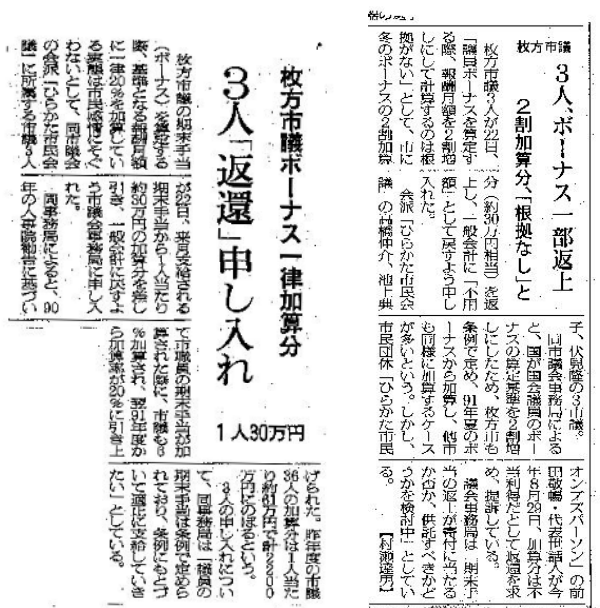 枚方市議
3人、ボーナス一部返上
2割加算分、「根拠なし」と
枚方市議3人が22日、
「議員ボーナスを算定す
る際、報酬月額を2割増
しにして計算するのは根
拠がない」として、市に
冬のボーナスの2割加算
分(約30万円相当)を返
上し、一般会計に「不用
額」として戻すよう申し
入れた。
会派「ひらかた市民会
議」の高橋伸介、池上典
子、伏見隆の3市議。
同市議会事務局による
と、国が国会議員のボー
ナスの算定基準を2割増
しにしたため、枚方市も
条例で定め、91年夏のボ
ーナスから加算し、他市
も同様に加算するケース
が多いという。しかし、
市民団体「ひらかた市民
オンブズパーソン」の前
田敬暢・代表世話人が今
年8月29日、加算分は不
当利得だとして返還を求
め、提訴している。
議会事務局は「期末手
当の返上が寄付に当たる
か否か、供託すべきかど
うかを検討中」としてい
る。【村瀬達男】
枚方市議ボーナス一律加算分
3人「返還」申し入れ
1人30万円
枚方市議の期末手当
(ボーナス)を算定する
際、基準となる報酬月額
に一律20%を加算してい
る実態は市民感情にそぐ
わないとして、同市議会
の会派「ひらかた市民会
議」に所属する市議3人
が22日、来月支給される
期末手当から1人当たり
約30万円の加算分を差し
引き、一般会計に戻すよ
う市議会事務局に申し入
れた。
同事務局によると、90
年の人事院勧告に基づい
て市職員の期末手当が加
算された際に、市議も8
%加算され、翌91年度か
ら加算率が20%に引き上
げられた。昨年度の市議
36人の加算分は1人当た
り約61万円で計2200
万円にのぼるという。
3人の申し入れについ
て、同事務局は「議員の
期末手当は条例で定めら
れており、条例にもとづ
いて適正に支給していき
たい」としている。